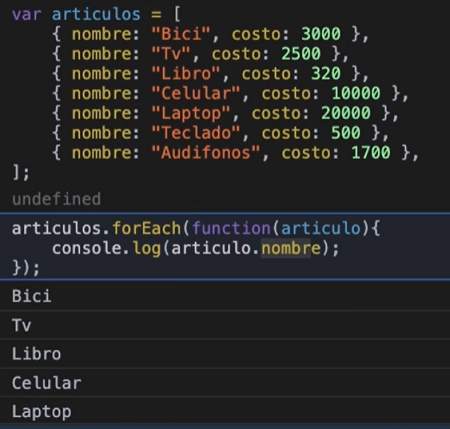 var articulos = [
    { nombre: "Bici", costo: 3000 },
    { nombre: "Tv", costo: 2500 },
    { nombre: "Libro", costo: 320 },
    { nombre: "Celular", costo: 10000 },
    { nombre: "Laptop", costo: 20000 },
    { nombre: "Teclado", costo: 500 },
    { nombre: "Audifonos", costo: 1700 },
];
undefined
articulos.forEach(function(articulo){
    console.log(articulo.nombre);
});
Bici
Tv
Libro
Celular
Laptop